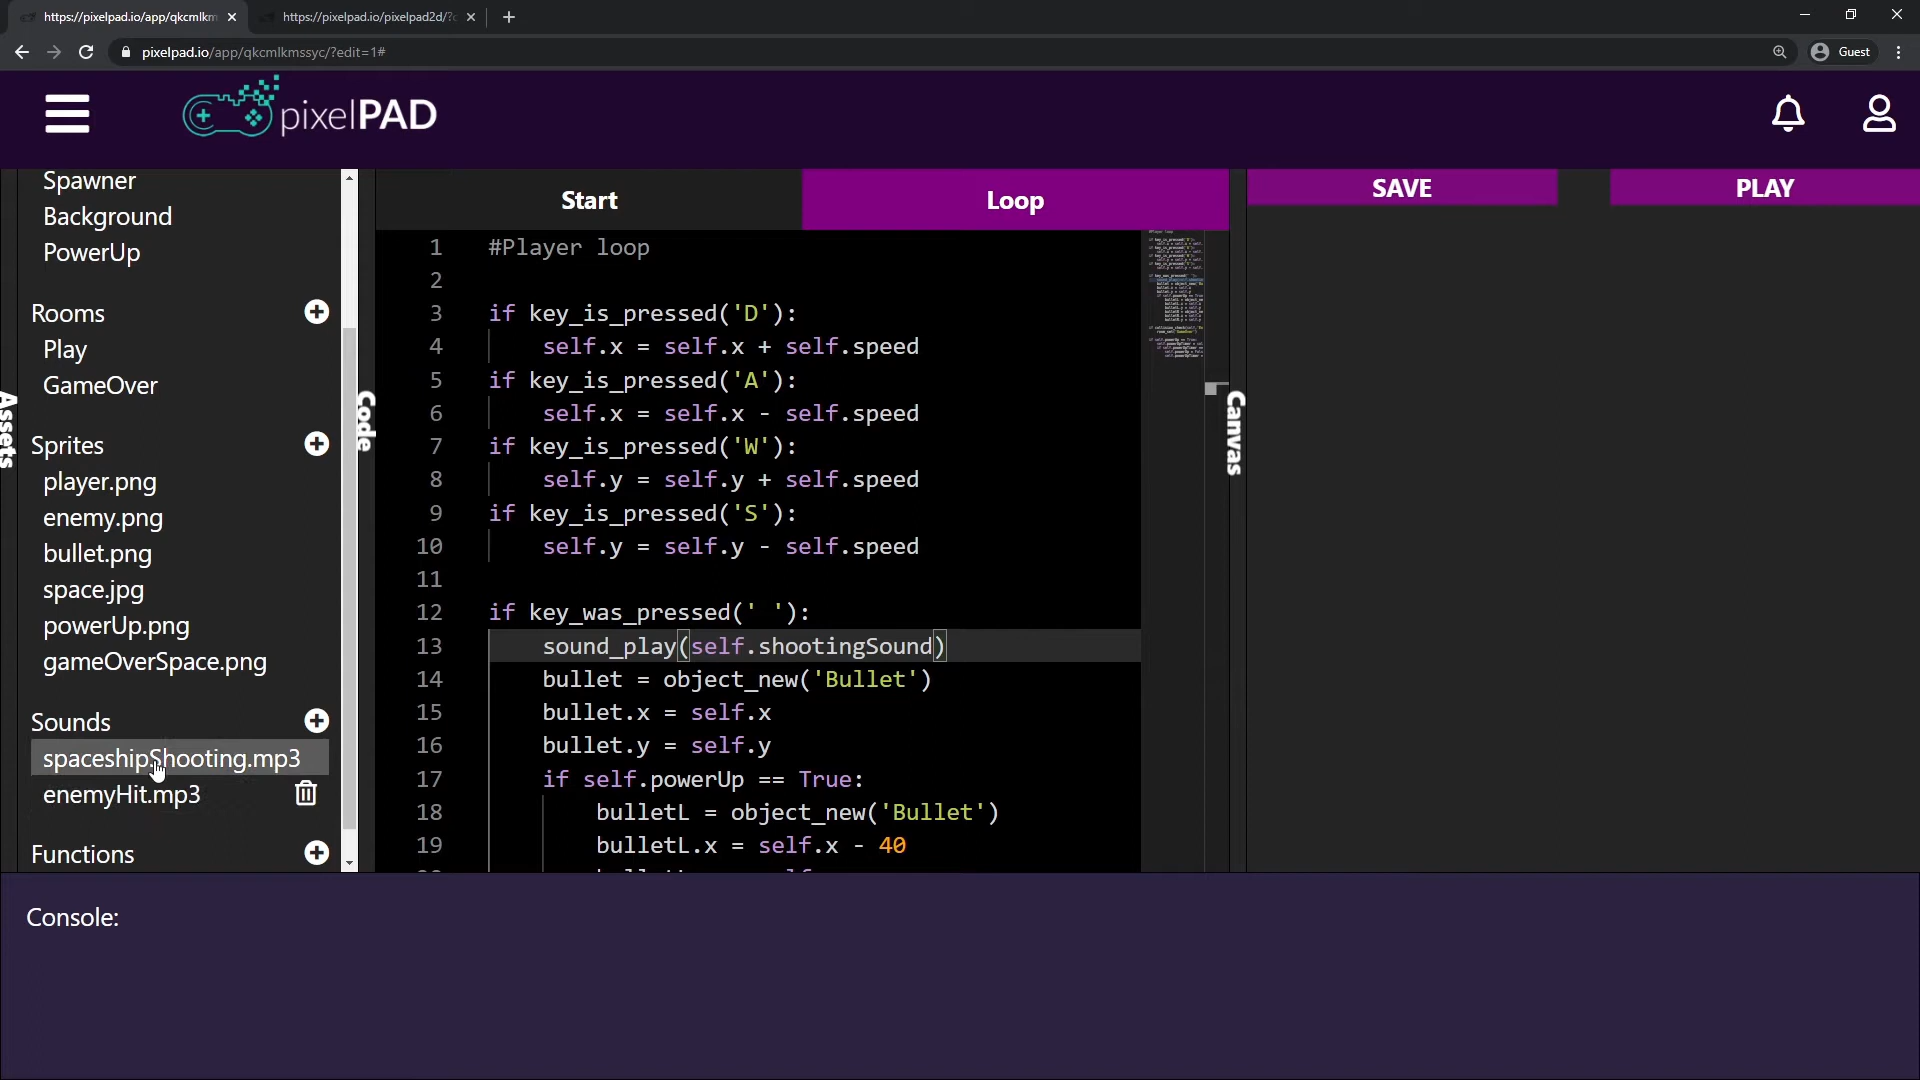 https://pixelpad.io/app/qkcmlkm
https://pixelpad.io/pixelpad2d/?c
pixelpad.io/app/qkcmlkmssyc/?edit=1#
Guest
pixelPAD
Assets
Spawner
Background
PowerUp
Rooms
Play
GameOver
Sprites
player.png
enemy.png
bullet.png
space.jpg
powerUp.png
gameOverSpace.png
Sounds
spaceshipShooting.mp3
enemyHit.mp3
Functions
Code
Start
Loop
1 #Player loop
2
3 if key_is_pressed('D'):
4 self.x = self.x + self.speed
5 if key_is_pressed('A'):
6 self.x = self.x - self.speed
7 if key_is_pressed('W'):
8 self.y = self.y + self.speed
9 if key_is_pressed('S'):
10 self.y = self.y - self.speed
11
12 if key_was_pressed(' '):
13 sound_play(self.shootingSound)
14 bullet = object_new('Bullet')
15 bullet.x = self.x
16 bullet.y = self.y
17 if self.powerUp == True:
18 bulletL = object_new('Bullet')
19 bulletL.x = self.x - 40
Canvas
SAVE
PLAY
Console: